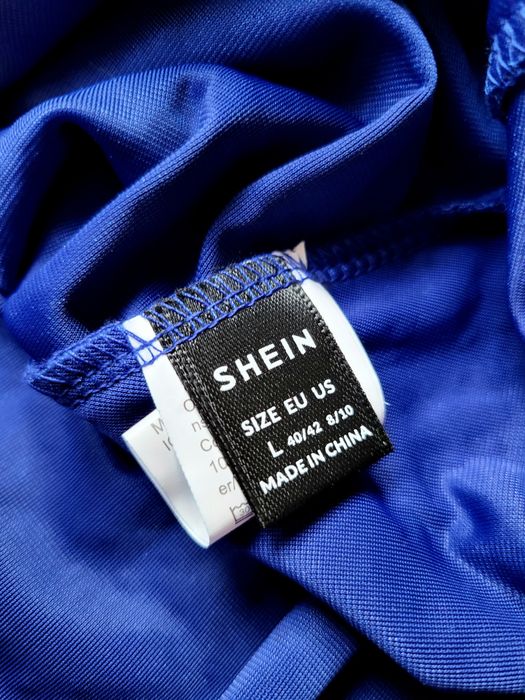 SHEIN
SIZE EU US
L 40/42 8/10
MADE IN CHINA